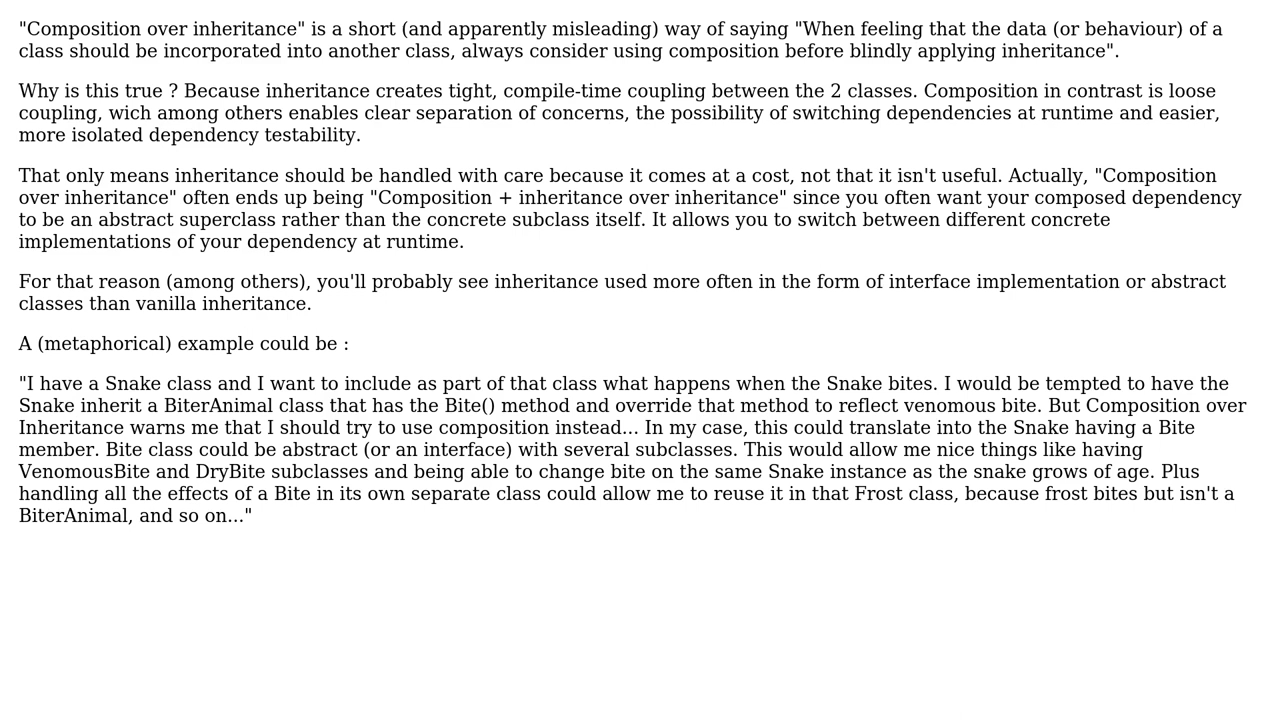 "Composition over inheritance" is a short (and apparently misleading) way of saying "When feeling that the data (or behaviour) of a
class should be incorporated into another class, always consider using composition before blindly applying inheritance".
Why is this true ? Because inheritance creates tight, compile-time coupling between the 2 classes. Composition in contrast is loose
coupling, wich among others enables clear separation of concerns, the possibility of switching dependencies at runtime and easier,
more isolated dependency testability.
That only means inheritance should be handled with care because it comes at a cost, not that it isn't useful. Actually, "Composition
over inheritance" often ends up being "Composition + inheritance over inheritance" since you often want your composed dependency
to be an abstract superclass rather than the concrete subclass itself. It allows you to switch between different concrete
implementations of your dependency at runtime.
For that reason (among others), you'll probably see inheritance used more often in the form of interface implementation or abstract
classes than vanilla inheritance.
A (metaphorical) example could be :
"I have a Snake class and I want to include as part of that class what happens when the Snake bites. I would be tempted to have the
Snake inherit a BiterAnimal class that has the Bite() method and override that method to reflect venomous bite. But Composition over
Inheritance warns me that I should try to use composition instead... In my case, this could translate into the Snake having a Bite
member. Bite class could be abstract (or an interface) with several subclasses. This would allow me nice things like having
VenomousBite and DryBite subclasses and being able to change bite on the same Snake instance as the snake grows of age. Plus
handling all the effects of a Bite in its own separate class could allow me to reuse it in that Frost class, because frost bites but isn't a
BiterAnimal, and so on..."